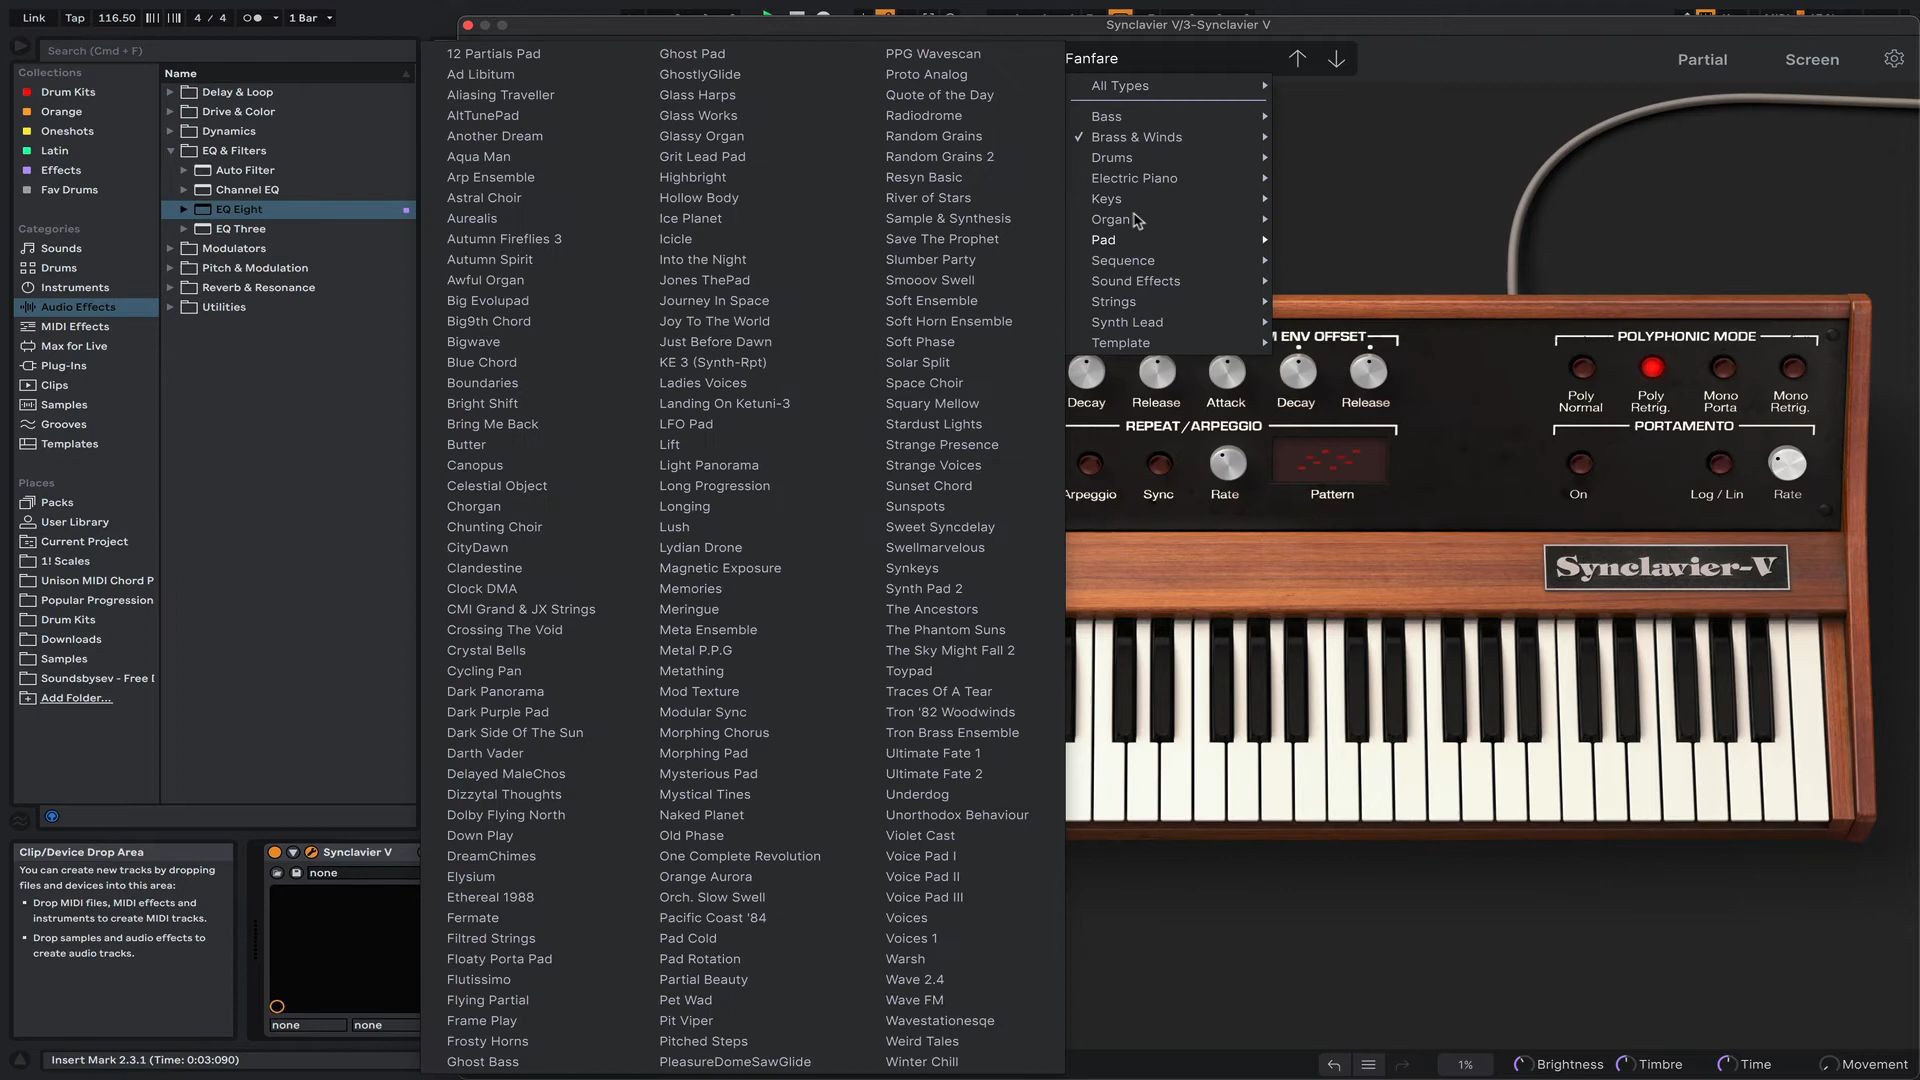 Link Tap 116.50 4 / 4 1 Bar
Synclavier V/3-Synclavier V
Search (Cmd + F)
Fanfare
Partial Screen
Collections
Drum Kits
Orange
Oneshots
Latin
Effects
Fav Drums
Categories
Sounds
Drums
Instruments
Audio Effects
MIDI Effects
Max for Live
Plug-Ins
Clips
Samples
Grooves
Templates
Places
Packs
User Library
Current Project
1! Scales
Unison MIDI Chord P
Popular Progression
Drum Kits
Downloads
Samples
Soundsbysev - Free D
Add Folder...
Name
Delay & Loop
Drive & Color
Dynamics
EQ & Filters
Auto Filter
Channel EQ
EQ Eight
EQ Three
Modulators
Pitch & Modulation
Reverb & Resonance
Utilities
12 Partials Pad
Ad Libitum
Aliasing Traveller
AltTunePad
Another Dream
Aqua Man
Arp Ensemble
Astral Choir
Aurealis
Autumn Fireflies 3
Autumn Spirit
Awful Organ
Big Evolupad
Big9th Chord
Bigwave
Blue Chord
Boundaries
Bright Shift
Bring Me Back
Butter
Canopus
Celestial Object
Chorgan
Chunting Choir
CityDawn
Clandestine
Clock DMA
CMI Grand & JX Strings
Crossing The Void
Crystal Bells
Cycling Pan
Dark Panorama
Dark Purple Pad
Dark Side Of The Sun
Darth Vader
Delayed MaleChos
Dizzytal Thoughts
Dolby Flying North
Down Play
DreamChimes
Elysium
Ethereal 1988
Fermate
Filtred Strings
Floaty Porta Pad
Flutissimo
Flying Partial
Frame Play
Frosty Horns
Ghost Bass
Ghost Pad
GhostlyGlide
Glass Harps
Glass Works
Glassy Organ
Grit Lead Pad
Highbright
Hollow Body
Ice Planet
Icicle
Into the Night
Jones ThePad
Journey In Space
Joy To The World
Just Before Dawn
KE 3 (Synth-Rpt)
Ladies Voices
Landing On Ketuni-3
LFO Pad
Lift
Light Panorama
Long Progression
Longing
Lush
Lydian Drone
Magnetic Exposure
Memories
Meringue
Meta Ensemble
Metal P.P.G
Metathing
Mod Texture
Modular Sync
Morphing Chorus
Morphing Pad
Mysterious Pad
Mystical Tines
Naked Planet
Old Phase
One Complete Revolution
Orange Aurora
Orch. Slow Swell
Pacific Coast '84
Pad Cold
Pad Rotation
Partial Beauty
Pet Wad
Pit Viper
Pitched Steps
PleasureDomeSawGlide
PPG Wavescan
Proto Analog
Quote of the Day
Radiodrome
Random Grains
Random Grains 2
Resyn Basic
River of Stars
Sample & Synthesis
Save The Prophet
Slumber Party
Smooov Swell
Soft Ensemble
Soft Horn Ensemble
Soft Phase
Solar Split
Space Choir
Squary Mellow
Stardust Lights
Strange Presence
Strange Voices
Sunset Chord
Sunspots
Sweet Syncdelay
Swellmarvelous
Synkeys
Synth Pad 2
The Ancestors
The Phantom Suns
The Sky Might Fall 2
Toypad
Traces Of A Tear
Tron '82 Woodwinds
Tron Brass Ensemble
Ultimate Fate 1
Ultimate Fate 2
Underdog
Unorthodox Behaviour
Violet Cast
Voice Pad I
Voice Pad II
Voice Pad III
Voices
Voices 1
Warsh
Wave 2.4
Wave FM
Wavestationesqe
Weird Tales
Winter Chill
All Types
Bass
✓ Brass & Winds
Drums
Electric Piano
Keys
Organ
Pad
Sequence
Sound Effects
Strings
Synth Lead
Template
M ENV OFFSET
Decay Release Attack Decay Release
REPEAT/ARPEGGIO
Arpeggio Sync Rate Pattern
POLYPHONIC MODE
Poly Normal
Poly Retrig.
Mono Porta
Mono Retrig.
PORTAMENTO
On Log / Lin Rate
Synclavier-V
Clip/Device Drop Area
You can create new tracks by dropping
files and devices into this area:
▪ Drop MIDI files, MIDI effects and
instruments to create MIDI tracks.
▪ Drop samples and audio effects to
create audio tracks.
Synclavier V
none
none none
Insert Mark 2.3.1 (Time: 0:03:090)
1% Brightness Timbre Time Movement